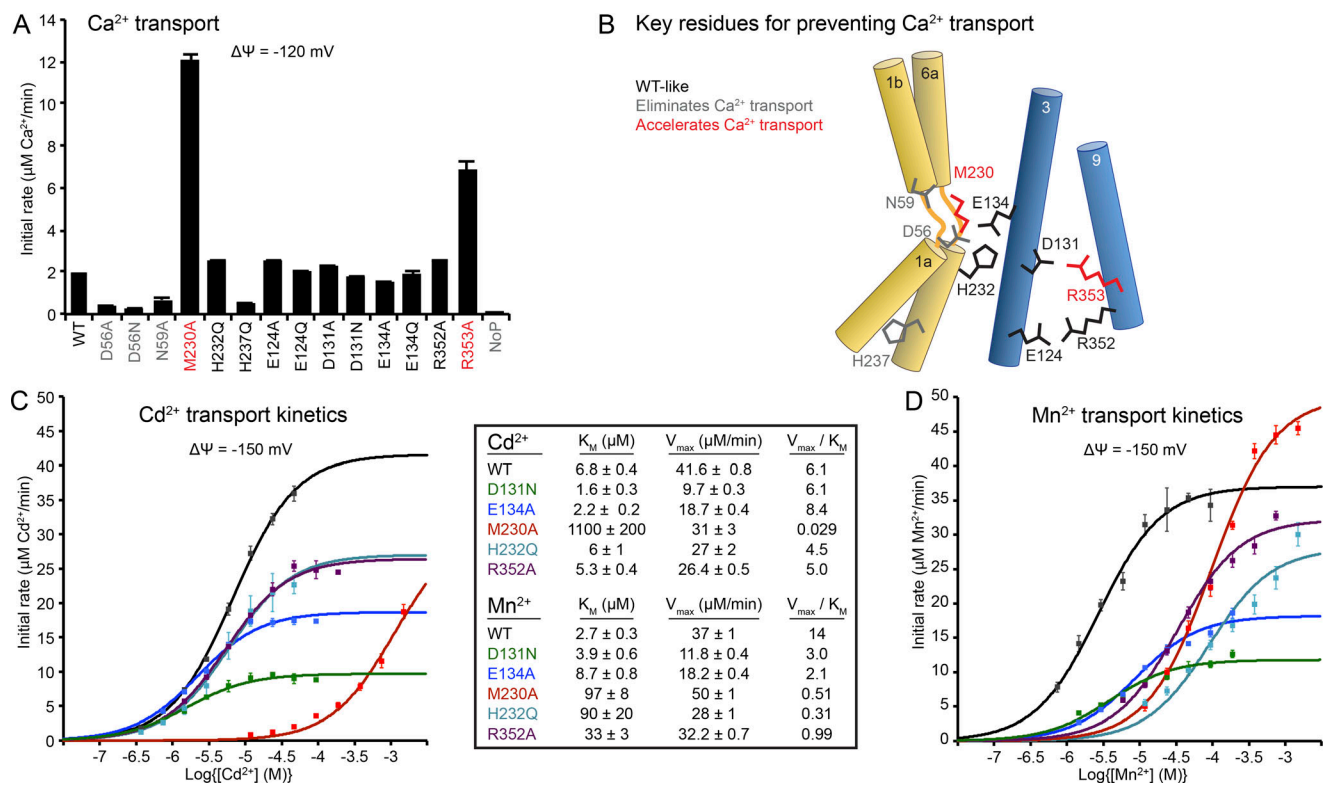 A Ca²⁺ transport
ΔΨ = -120 mV
Initial rate (µM Ca²⁺/min)
14
12
10
8
6
4
2
0
WT
D56A
D56N
N59A
M230A
H232Q
H237Q
E124A
E124Q
D131A
D131N
E134A
E134Q
R352A
R353A
NoP
B Key residues for preventing Ca²⁺ transport
WT-like
Eliminates Ca²⁺ transport
Accelerates Ca²⁺ transport
1b
6a
3
9
M230
N59
E134
D56
D131
1a
H232
R353
E124
R352
H237
C Cd²⁺ transport kinetics
ΔΨ = -150 mV
Initial rate (µM Cd²⁺/min)
50
45
40
35
30
25
20
15
10
5
0
-7 -6.5 -6 -5.5 -5 -4.5 -4 -3.5 -3
Log{[Cd²⁺] (M)}
Cd²⁺ K_M (µM) V_max (µM/min) V_max / K_M
WT 6.8 ± 0.4 41.6 ± 0.8 6.1
D131N 1.6 ± 0.3 9.7 ± 0.3 6.1
E134A 2.2 ± 0.2 18.7 ± 0.4 8.4
M230A 1100 ± 200 31 ± 3 0.029
H232Q 6 ± 1 27 ± 2 4.5
R352A 5.3 ± 0.4 26.4 ± 0.5 5.0
Mn²⁺ K_M (µM) V_max (µM/min) V_max / K_M
WT 2.7 ± 0.3 37 ± 1 14
D131N 3.9 ± 0.6 11.8 ± 0.4 3.0
E134A 8.7 ± 0.8 18.2 ± 0.4 2.1
M230A 97 ± 8 50 ± 1 0.51
H232Q 90 ± 20 28 ± 1 0.31
R352A 33 ± 3 32.2 ± 0.7 0.99
D Mn²⁺ transport kinetics
ΔΨ = -150 mV
Initial rate (µM Mn²⁺/min)
50
45
40
35
30
25
20
15
10
5
0
-7 -6.5 -6 -5.5 -5 -4.5 -4 -3.5 -3
Log{[Mn²⁺] (M)}